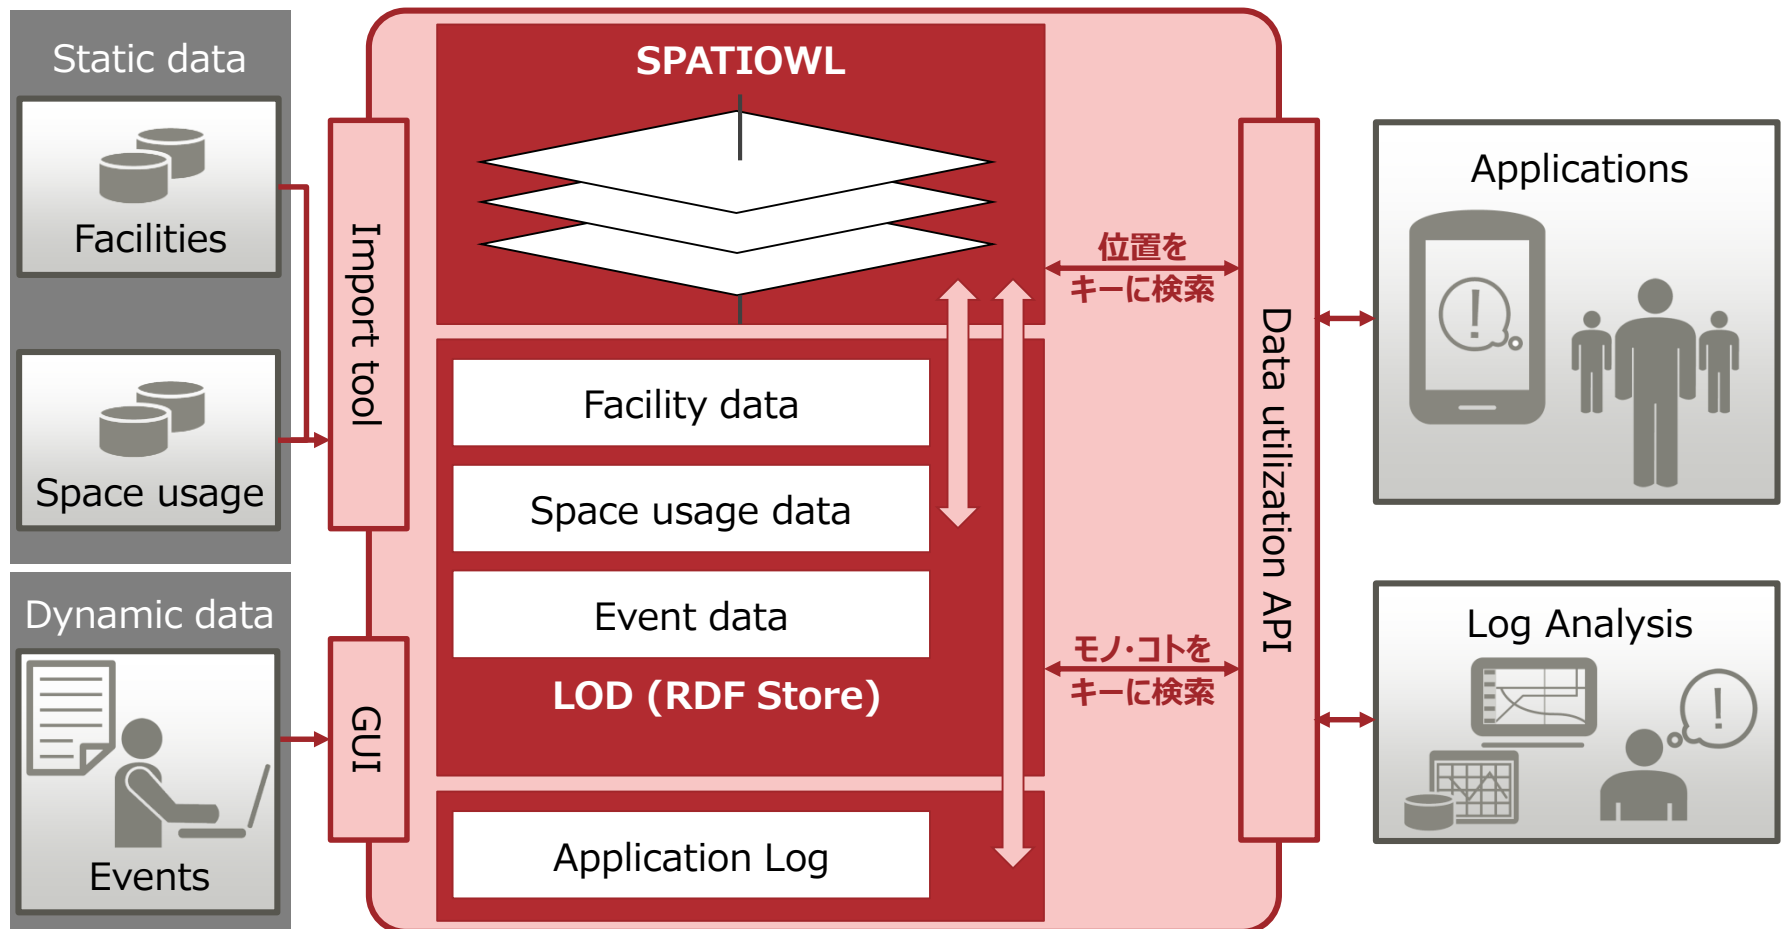 Static data
Facilities
Space usage
Dynamic data
Events
Import tool
GUI
SPATIOWL
Facility data
Space usage data
Event data
LOD (RDF Store)
Application Log
位置を
キーに検索
モノ・コトを
キーに検索
Data utilization API
Applications
Log Analysis